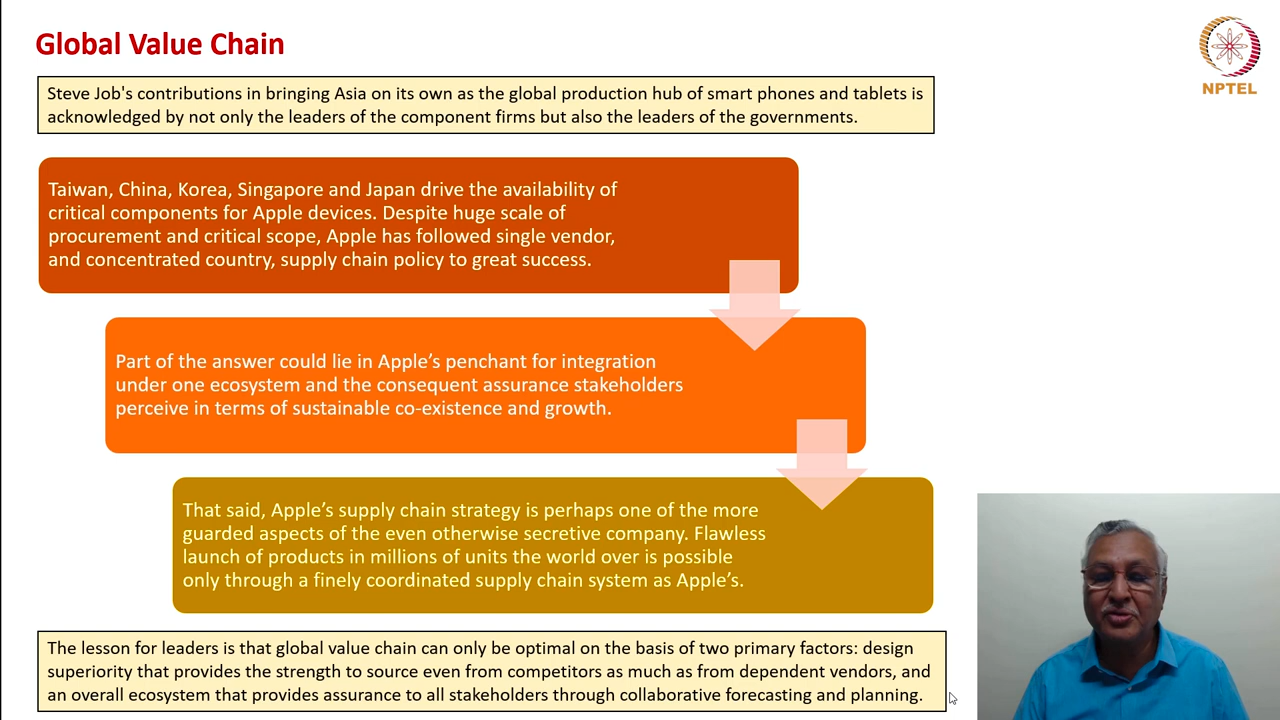 Global Value Chain
NPTEL
Steve Job's contributions in bringing Asia on its own as the global production hub of smart phones and tablets is
acknowledged by not only the leaders of the component firms but also the leaders of the governments.
Taiwan, China, Korea, Singapore and Japan drive the availability of
critical components for Apple devices. Despite huge scale of
procurement and critical scope, Apple has followed single vendor,
and concentrated country, supply chain policy to great success.
Part of the answer could lie in Apple’s penchant for integration
under one ecosystem and the consequent assurance stakeholders
perceive in terms of sustainable co-existence and growth.
That said, Apple’s supply chain strategy is perhaps one of the more
guarded aspects of the even otherwise secretive company. Flawless
launch of products in millions of units the world over is possible
only through a finely coordinated supply chain system as Apple’s.
The lesson for leaders is that global value chain can only be optimal on the basis of two primary factors: design
superiority that provides the strength to source even from competitors as much as from dependent vendors, and
an overall ecosystem that provides assurance to all stakeholders through collaborative forecasting and planning.